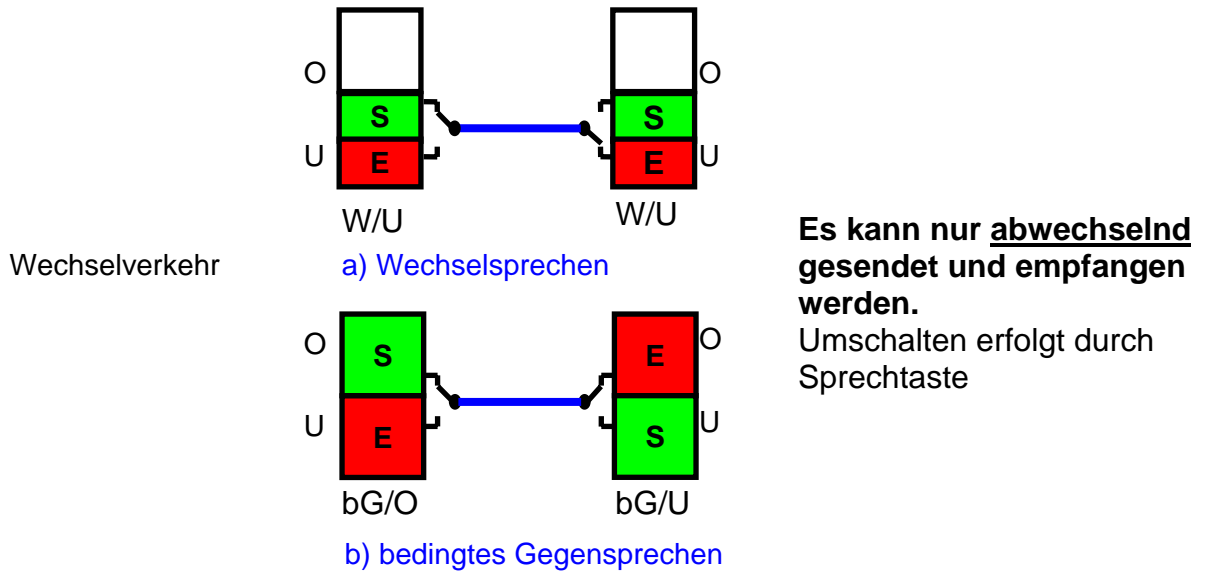 O O
S S
U E E U
W/U W/U
Wechselverkehr
a) Wechselsprechen
O S E O
U E S U
bG/O bG/U
b) bedingtes Gegensprechen
Es kann nur abwechselnd
gesendet und empfangen
werden.
Umschalten erfolgt durch
Sprechtaste